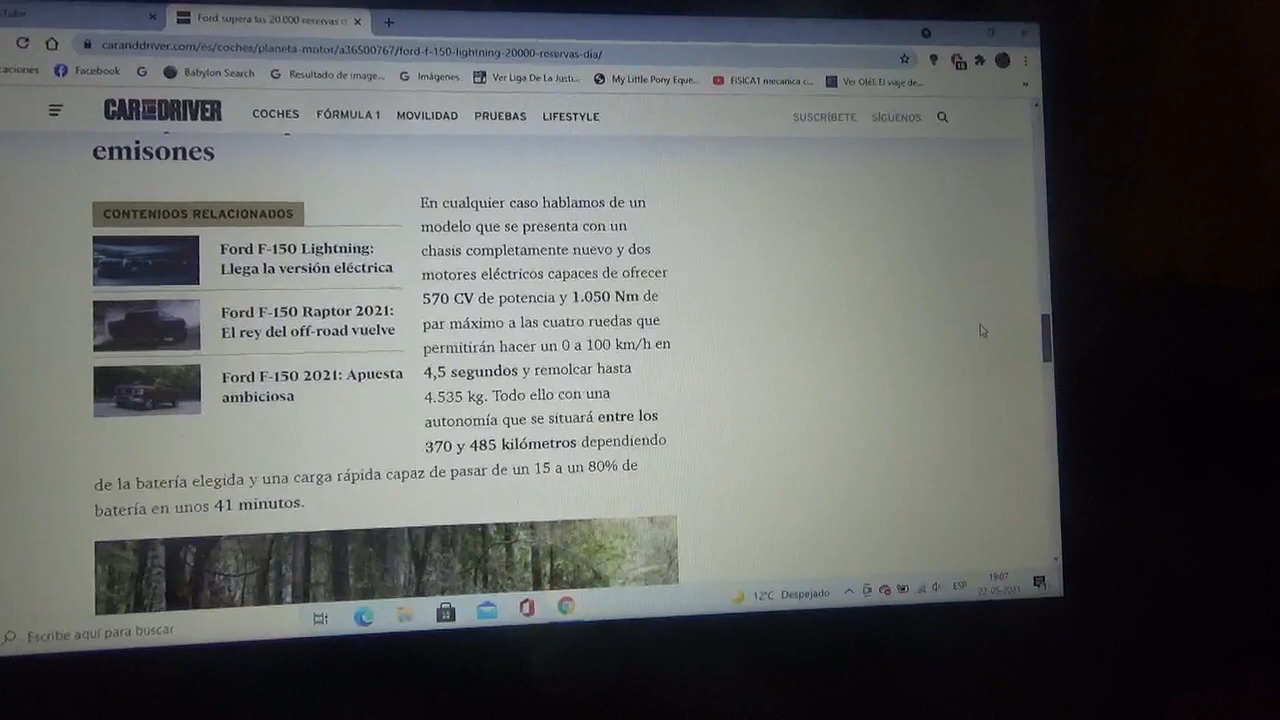 Tube
Ford supera las 20.000 reservas
caranddriver.com/es/coches/planeta-motor/a36500767/ford-f-150-lightning-20000-reservas-dia/
caciones
Facebook
G
Babylon Search
Resultado de image...
Imágenes
Ver Liga De La Justi...
My Little Pony Eque...
FISICA1 mecanica c...
Ver Olé!: El viaje de...
CAR AND DRIVER
COCHES
FÓRMULA 1
MOVILIDAD
PRUEBAS
LIFESTYLE
SUSCRÍBETE
SÍGUENOS
emisones
CONTENIDOS RELACIONADOS
Ford F-150 Lightning:
Llega la versión eléctrica
Ford F-150 Raptor 2021:
El rey del off-road vuelve
Ford F-150 2021: Apuesta
ambiciosa
En cualquier caso hablamos de un
modelo que se presenta con un
chasis completamente nuevo y dos
motores eléctricos capaces de ofrecer
570 CV de potencia y 1.050 Nm de
par máximo a las cuatro ruedas que
permitirán hacer un 0 a 100 km/h en
4,5 segundos y remolcar hasta
4.535 kg. Todo ello con una
autonomía que se situará entre los
370 y 485 kilómetros dependiendo
de la batería elegida y una carga rápida capaz de pasar de un 15 a un 80% de
batería en unos 41 minutos.
12°C Despejado
ESP
19:07
22-05-2021
Escribe aquí para buscar